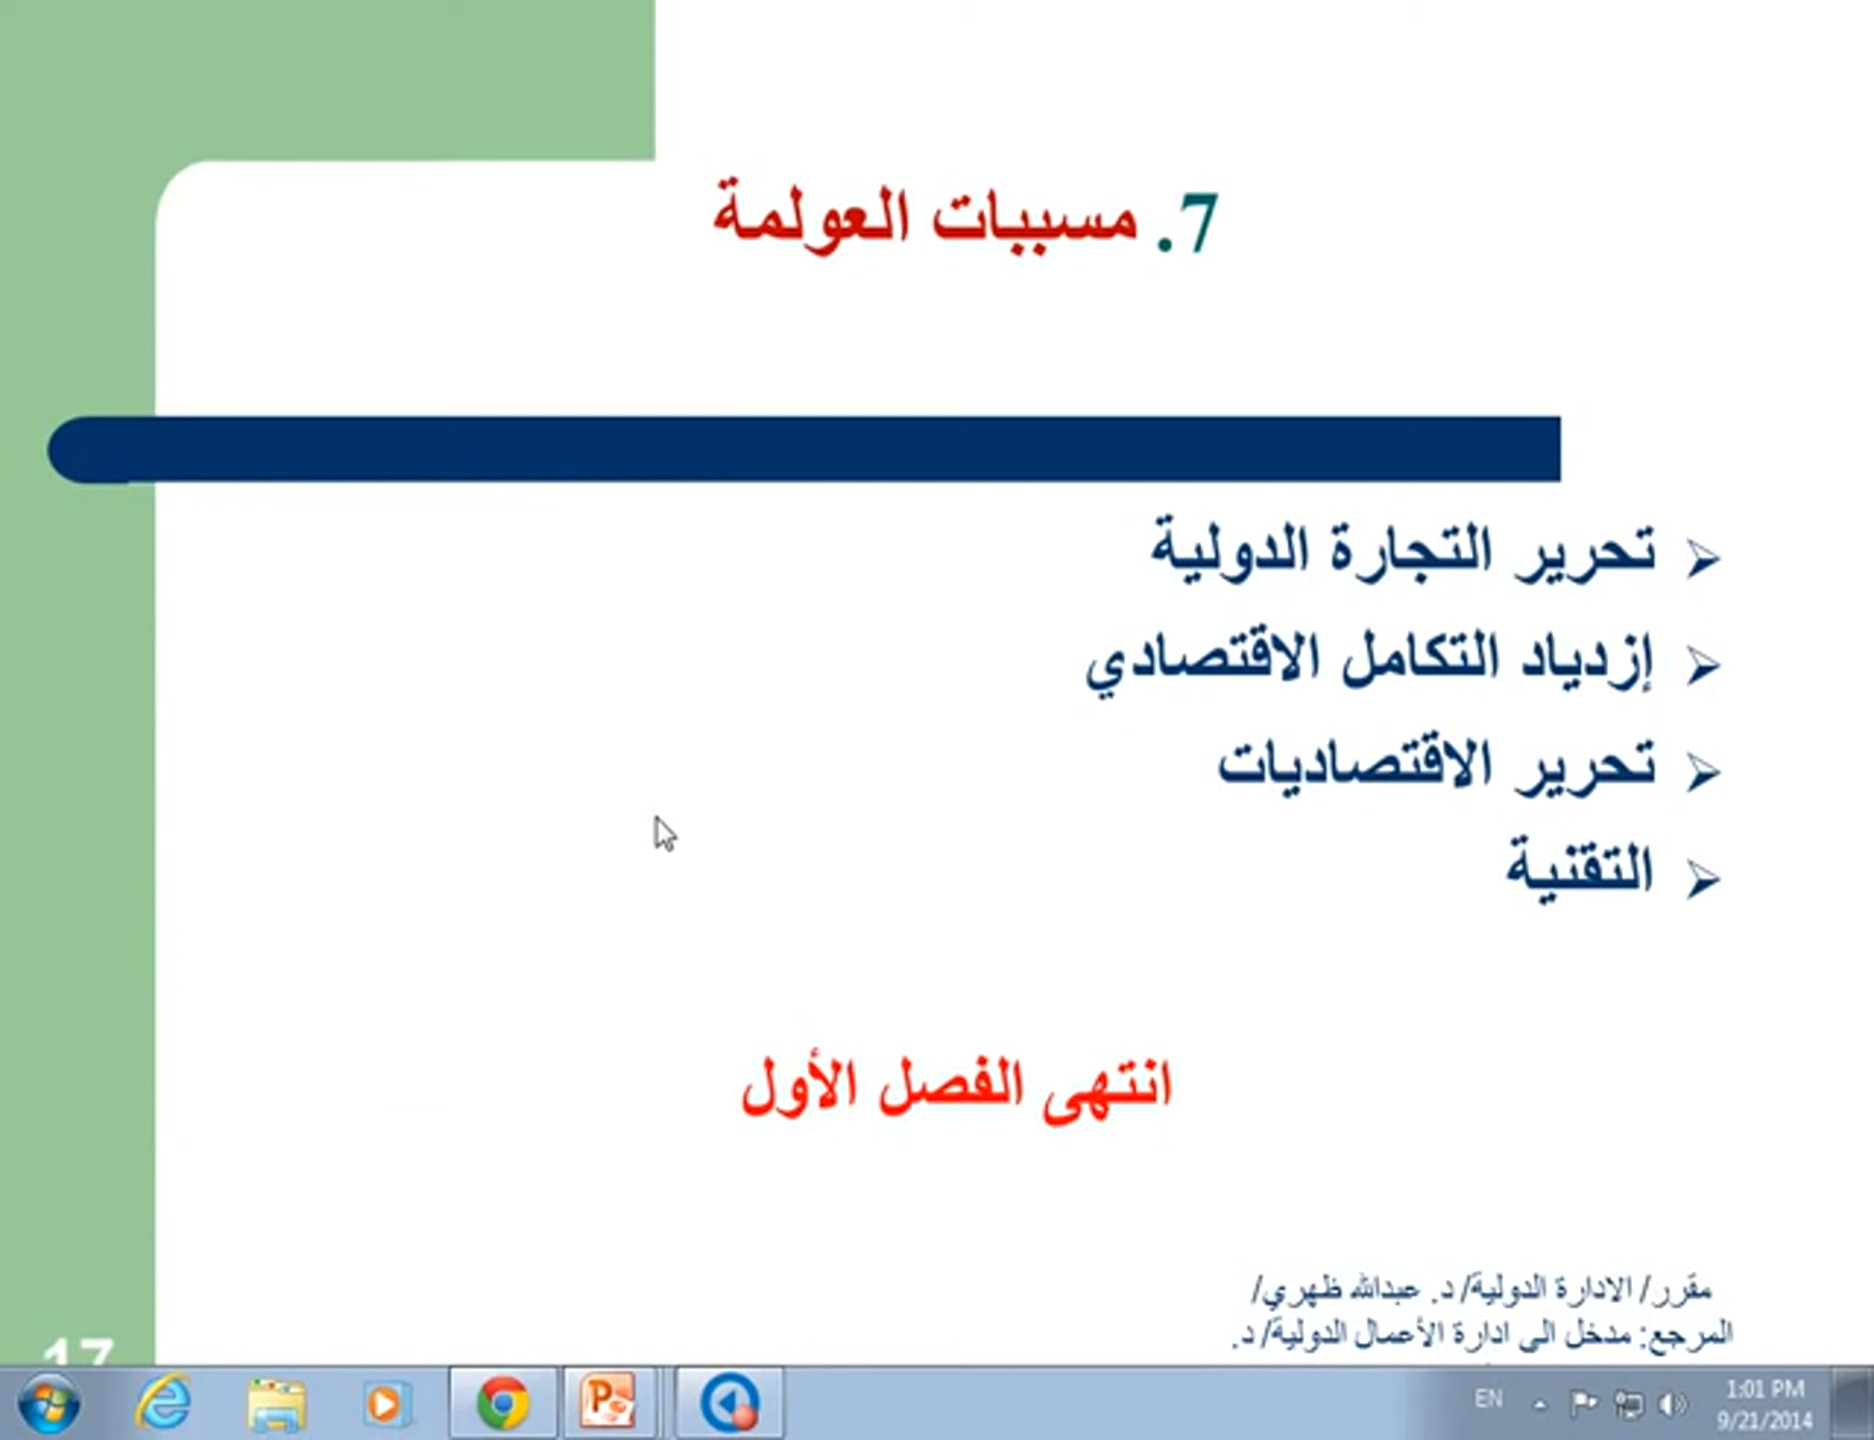 7. مسببات العولمة
تحرير التجارة الدولية
إزدياد التكامل الاقتصادي
تحرير الاقتصاديات
التقنية
انتهى الفصل الأول
مقرر/ الادارة الدولية/ د. عبدالله ظهري/
المرجع: مدخل الى ادارة الأعمال الدولية/ د.
17
EN
1:01 PM
9/21/2014